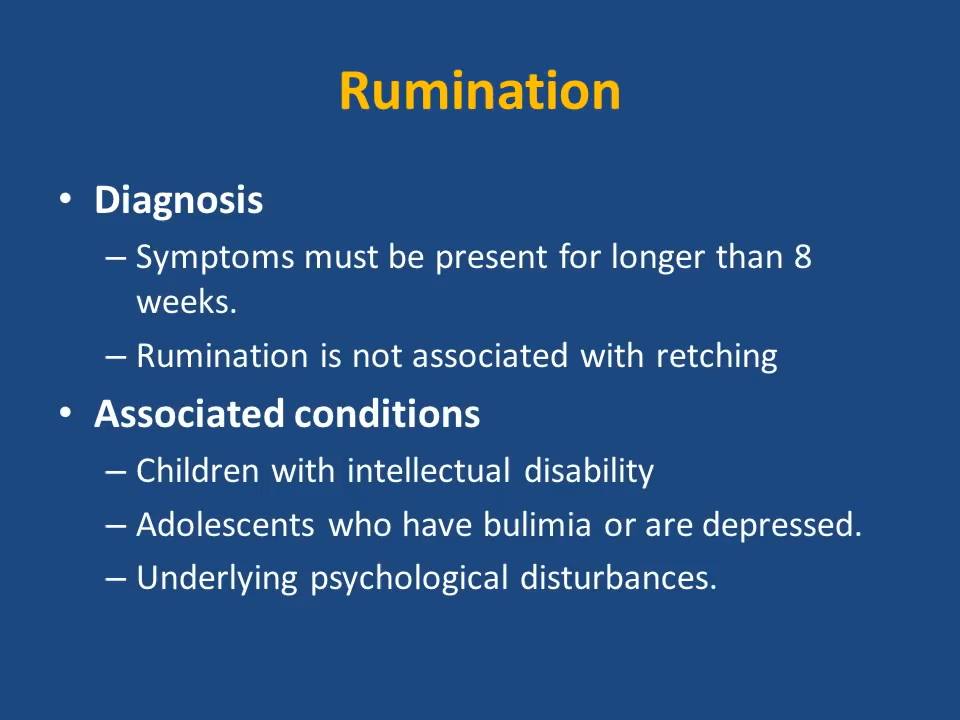 Rumination
• Diagnosis
– Symptoms must be present for longer than 8
weeks.
– Rumination is not associated with retching
• Associated conditions
– Children with intellectual disability
– Adolescents who have bulimia or are depressed.
– Underlying psychological disturbances.